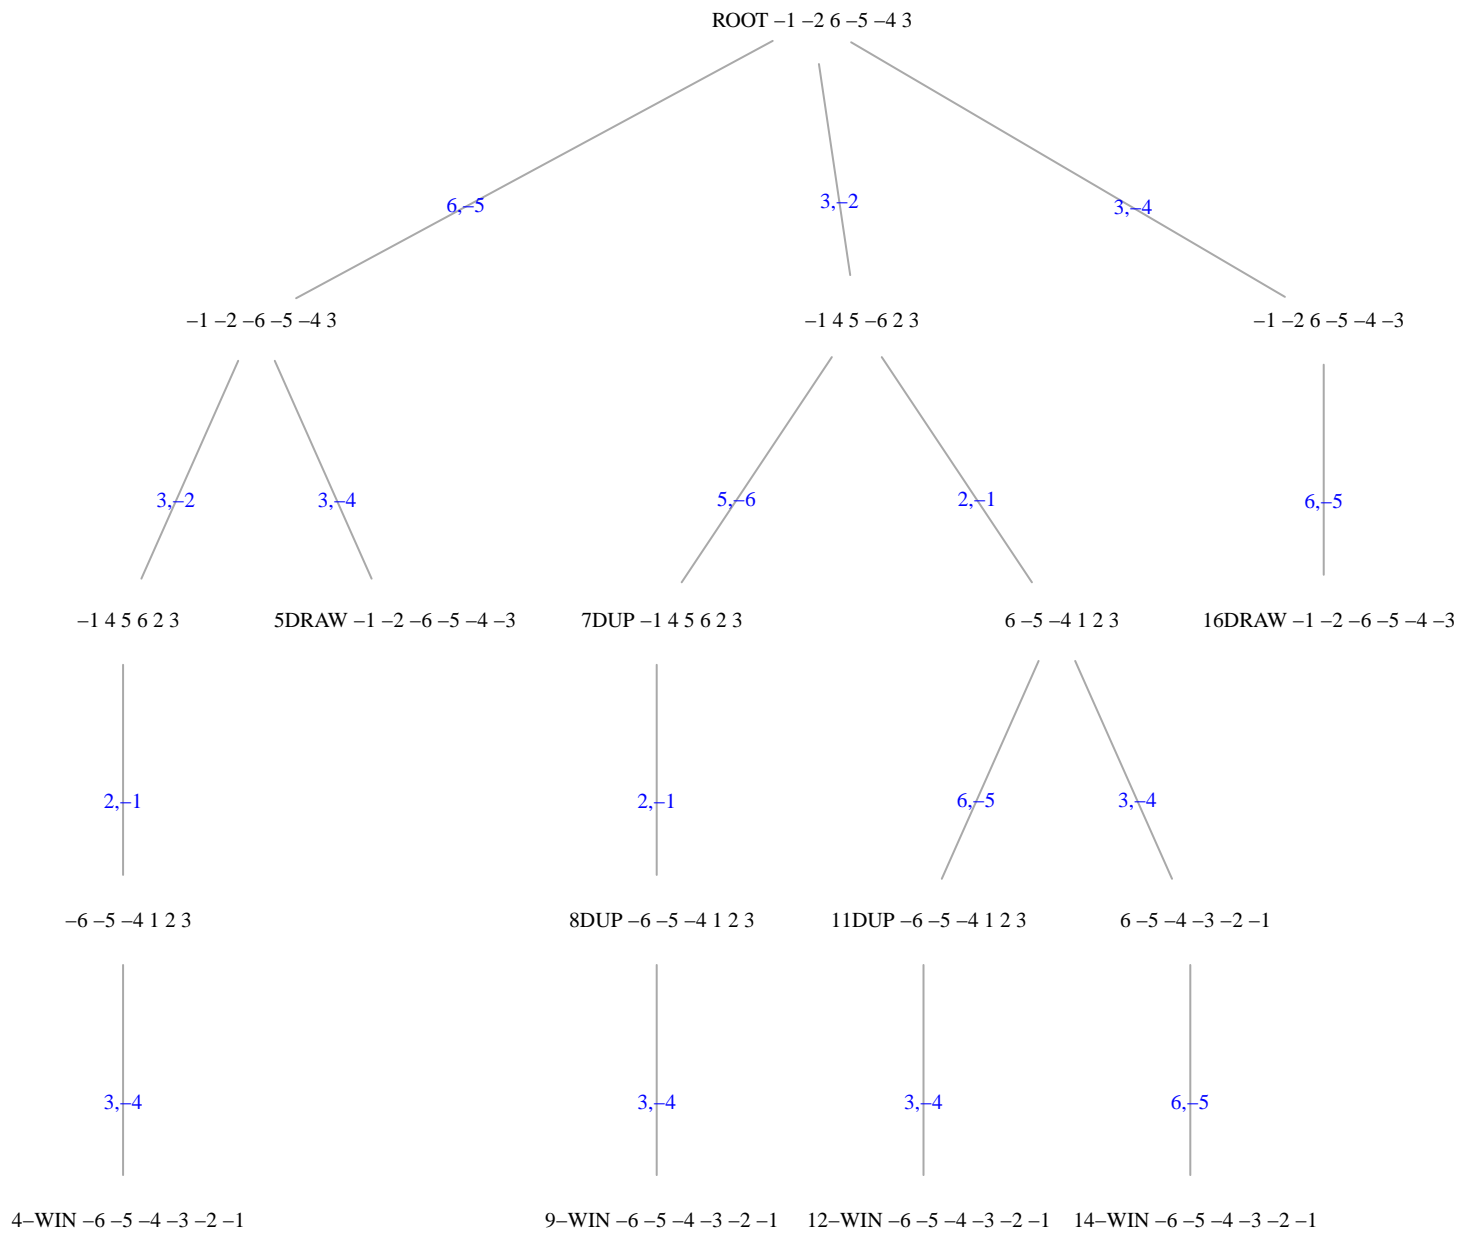 ROOT –1 –2 6 –5 –4 3
6,–5
3,–2
3,–4
–1 –2 –6 –5 –4 3
–1 4 5 –6 2 3
–1 –2 6 –5 –4 –3
3,–2
3,–4
5,–6
2,–1
6,–5
–1 4 5 6 2 3
5DRAW –1 –2 –6 –5 –4 –3
7DUP –1 4 5 6 2 3
6 –5 –4 1 2 3
16DRAW –1 –2 –6 –5 –4 –3
2,–1
2,–1
6,–5
3,–4
–6 –5 –4 1 2 3
8DUP –6 –5 –4 1 2 3
11DUP –6 –5 –4 1 2 3
6 –5 –4 –3 –2 –1
3,–4
3,–4
3,–4
6,–5
4–WIN –6 –5 –4 –3 –2 –1
9–WIN –6 –5 –4 –3 –2 –1
12–WIN –6 –5 –4 –3 –2 –1
14–WIN –6 –5 –4 –3 –2 –1